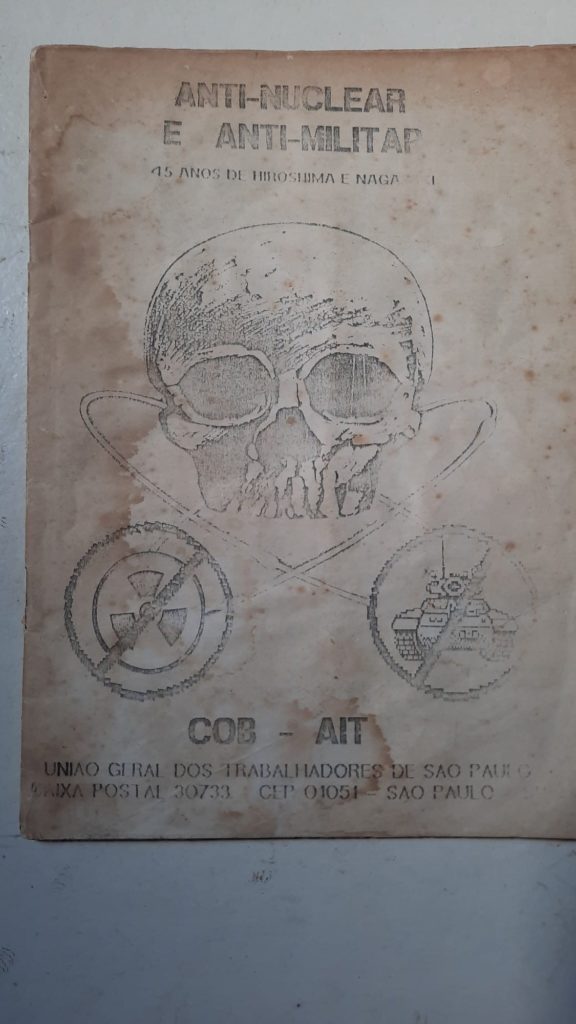 ANTI-NUCLEAR
E ANTI-MILITAR
45 ANOS DE HIROSHIMA E
COB - AIT
UNIAO GERAL DOS TRABALHADORES DE SAO PAULO
CAIXA POSTAL 30733 CEP 01051 - SAO PAULO